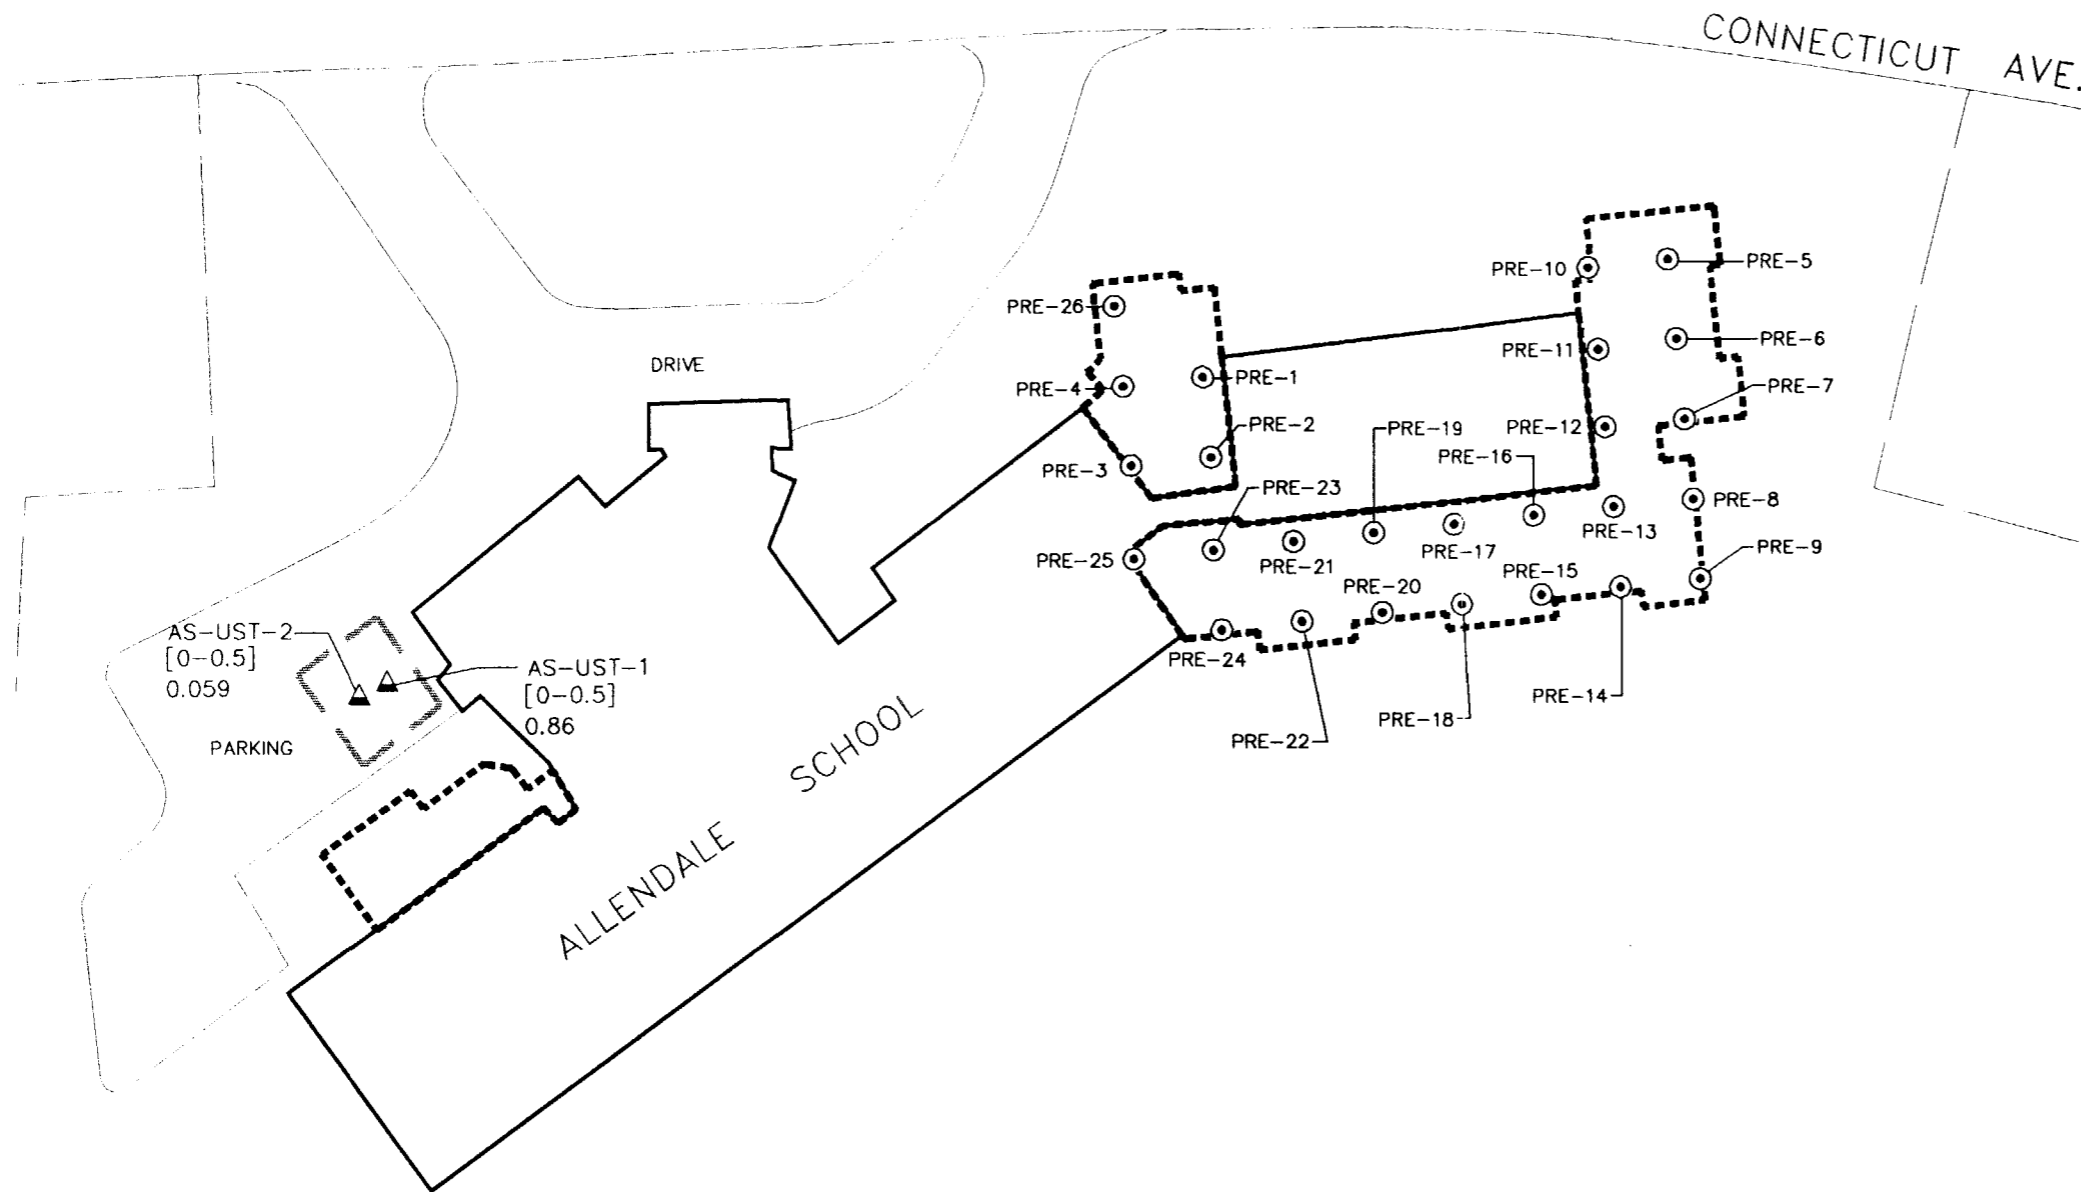 CONNECTICUT AVE.
PRE-10
PRE-5
PRE-26
PRE-11
PRE-6
DRIVE
PRE-4
PRE-1
PRE-7
PRE-2
PRE-19
PRE-12
PRE-16
PRE-3
PRE-23
PRE-8
PRE-13
PRE-17
PRE-25
PRE-21
PRE-9
PRE-15
PRE-20
AS-UST-2
[0-0.5]
0.059
PRE-24
AS-UST-1
[0-0.5]
0.86
PRE-14
PRE-18
PRE-22
PARKING
ALLENDALE SCHOOL